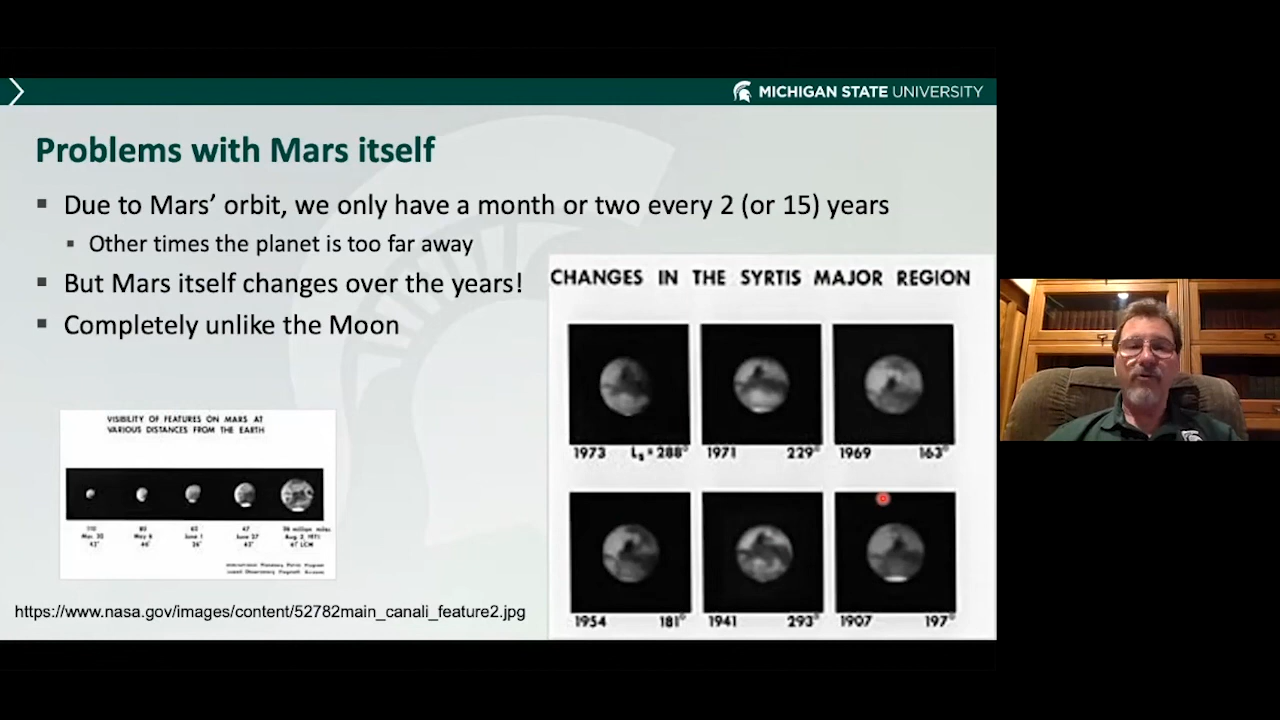 MICHIGAN STATE UNIVERSITY
Problems with Mars itself
Due to Mars’ orbit, we only have a month or two every 2 (or 15) years
Other times the planet is too far away
But Mars itself changes over the years!
Completely unlike the Moon
CHANGES IN THE SYRTIS MAJOR REGION
1973 Ls = 288° 1971 229° 1969 163°
1954 181° 1941 293° 1907 197°
VISIBILITY OF FEATURES ON MARS AT
VARIOUS DISTANCES FROM THE EARTH
https://www.nasa.gov/images/content/52782main_canali_feature2.jpg